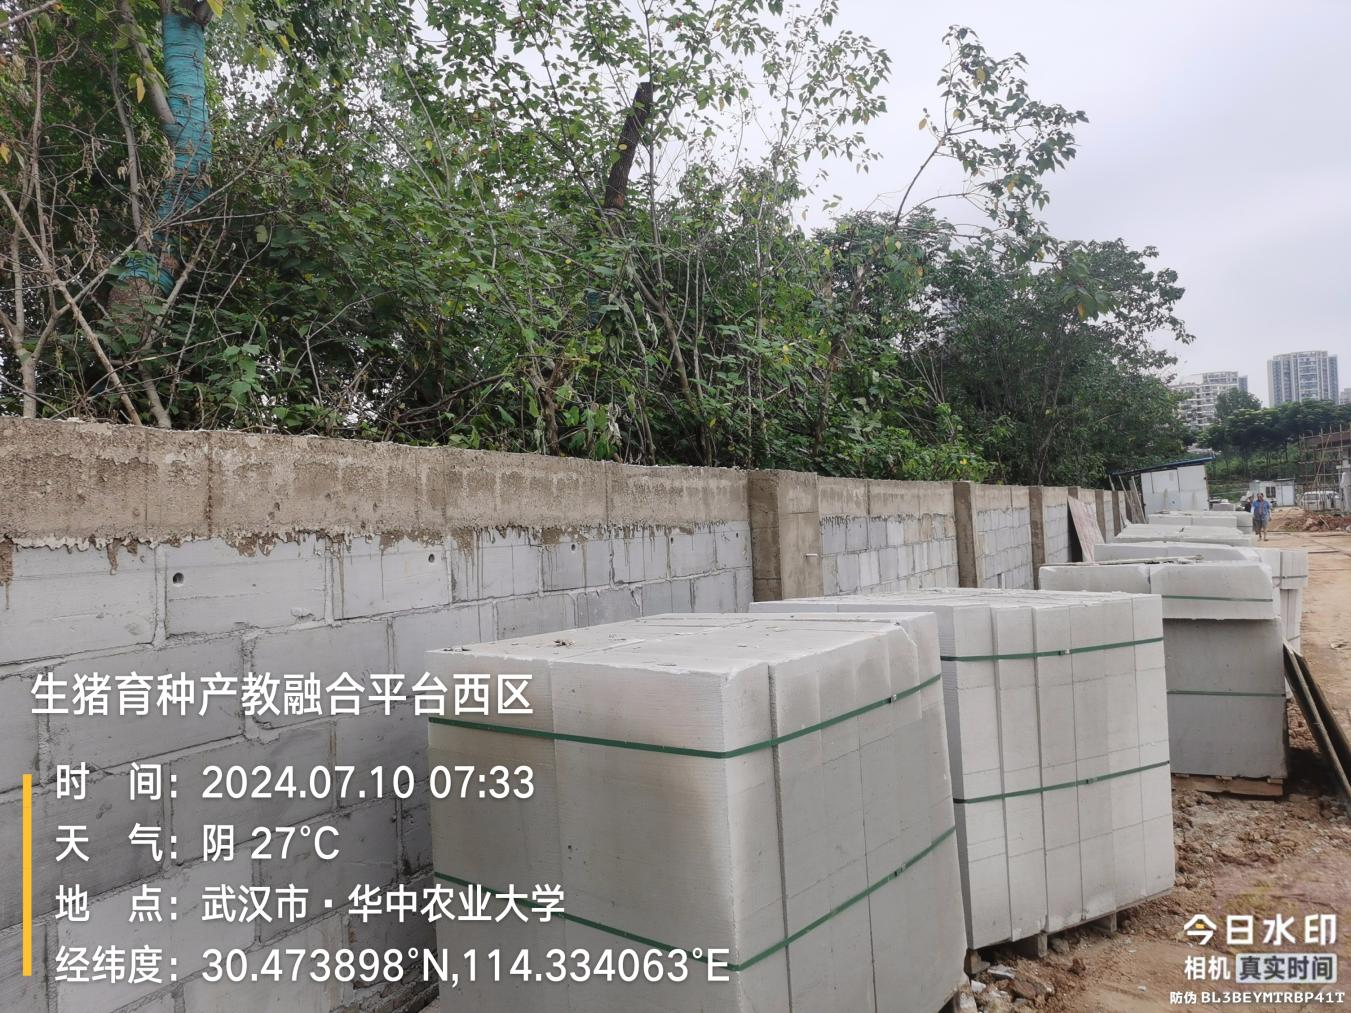 生猪育种产教融合平台西区
时 间：2024.07.10 07:33
天 气：阴 27℃
地 点：武汉市·华中农业大学
经纬度：30.473898°N,114.334063°E
今日水印
相机 真实时间
防伪 BL3BEYMTRBP41T